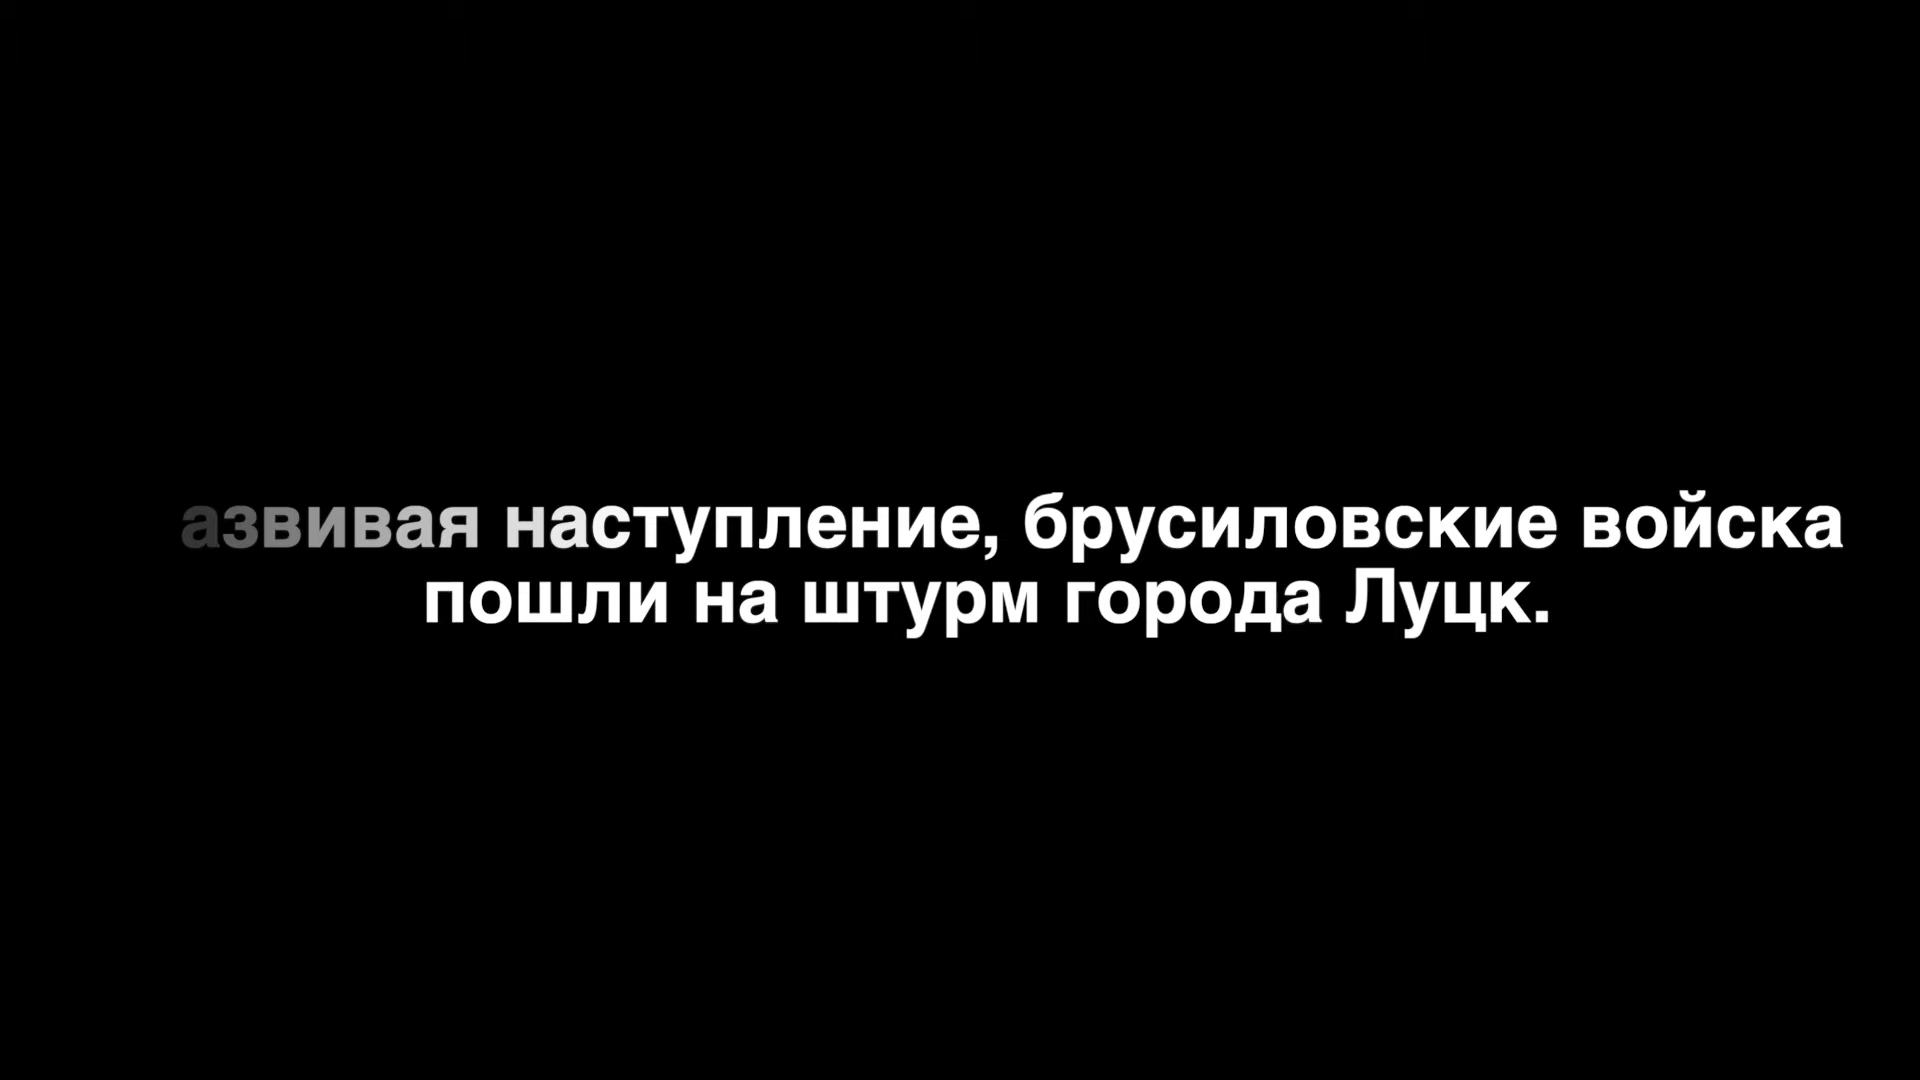 азвивая наступление, брусиловские войска
пошли на штурм города Луцк.